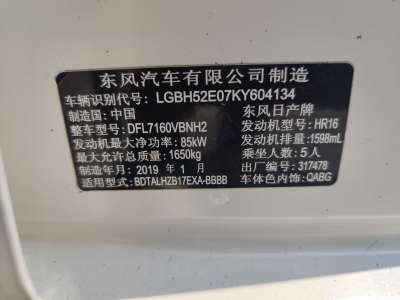 东风汽车有限公司制造
车辆识别代号: LGBH52E07KY604134
制造国: 中国 东风日产牌
整车型号: DFL7160VBNH2 发动机型号: HR16
发动机最大净功率: 85kW 发动机排量: 1598mL
最大允许总质量: 1650kg 乘坐人数: 5人
制造年月: 2019 年 1 月 出厂编号: 317478
适用型号: BDTALHZB17EXA-BBBB 车体色内饰: QABG